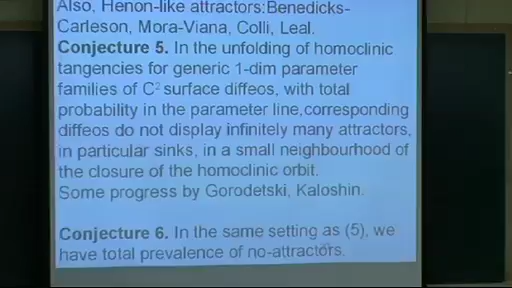 Also, Henon-like attractors:Benedicks-
Carleson, Mora-Viana, Colli, Leal.
Conjecture 5. In the unfolding of homoclinic
tangencies for generic 1-dim parameter
families of C² surface diffeos, with total
probability in the parameter line,corresponding
diffeos do not display infinitely many attractors,
in particular sinks, in a small neighbourhood of
the closure of the homoclinic orbit.
Some progress by Gorodetski, Kaloshin.
Conjecture 6. In the same setting as (5), we
have total prevalence of no-attractors.